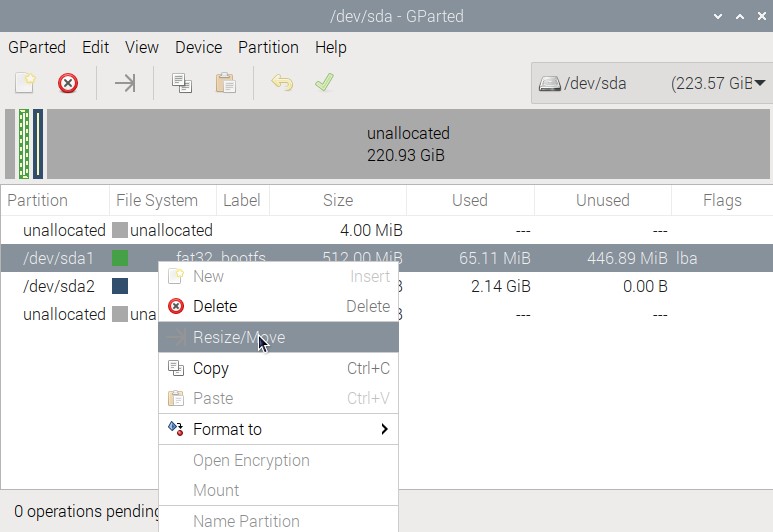 /dev/sda - GParted
GParted Edit View Device Partition Help
/dev/sda (223.57 GiB
unallocated
220.93 GiB
Partition File System Label Size Used Unused Flags
unallocated unallocated 4.00 MiB --- ---
/dev/sda1 fat32 bootfs 512.00 MiB 65.11 MiB 446.89 MiB lba
/dev/sda2 2.14 GiB 0.00 B
unallocated una --- ---
New Insert
Delete Delete
Resize/Move
Copy Ctrl+C
Paste Ctrl+V
Format to
Open Encryption
Mount
Name Partition
0 operations pending